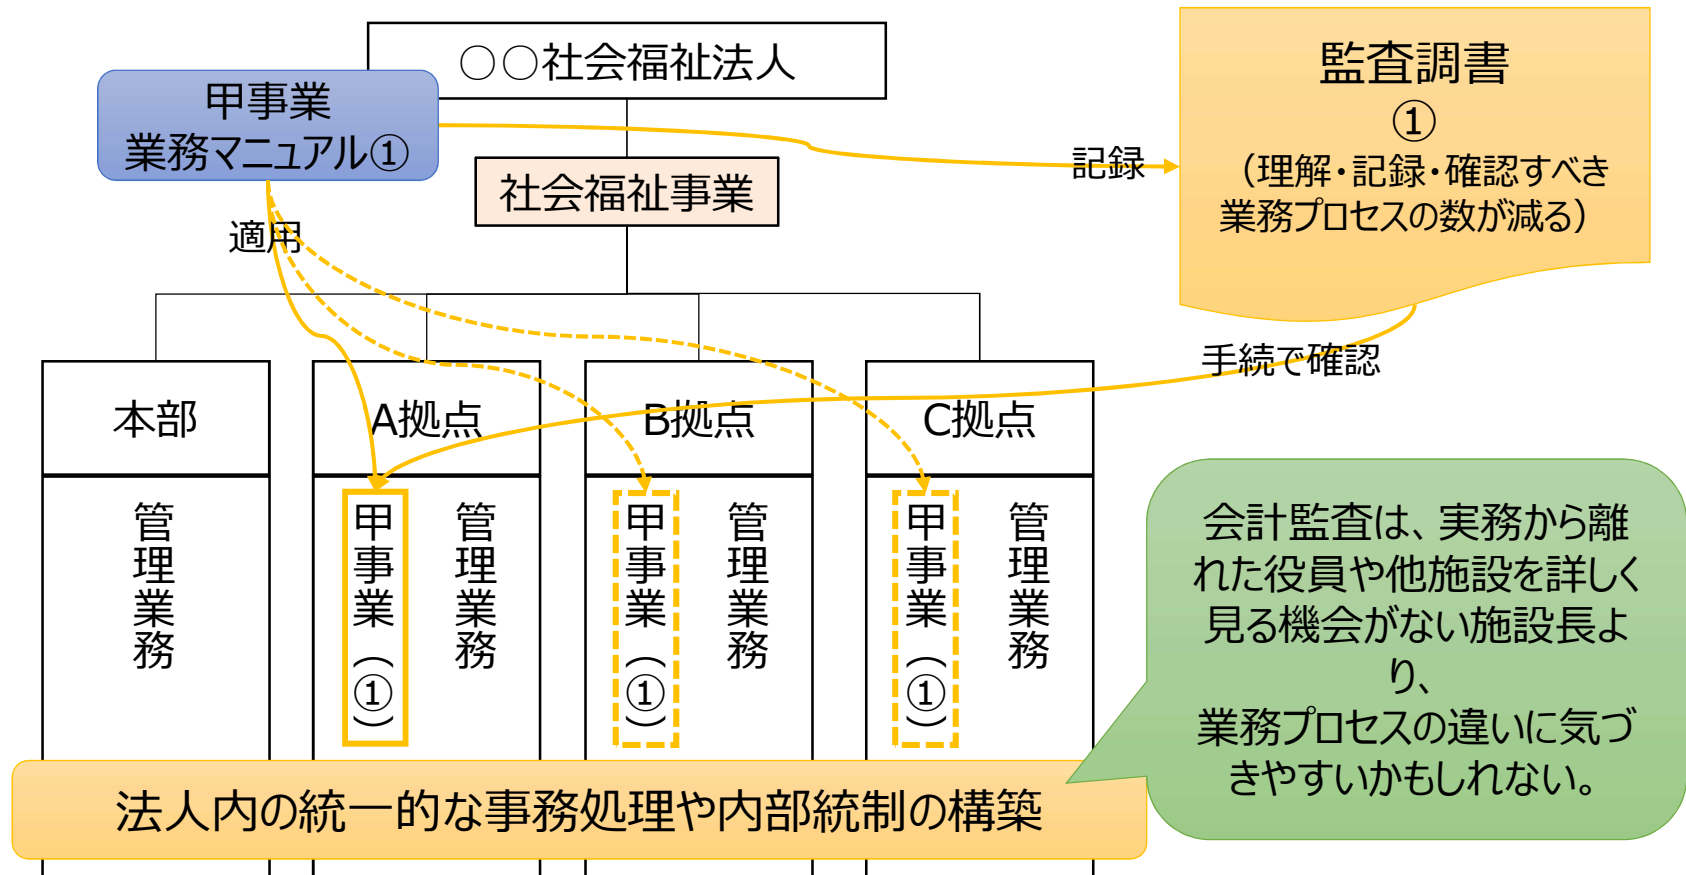 ○○社会福祉法人
甲事業
業務マニュアル①
監査調書
①
（理解・記録・確認すべき
業務プロセスの数が減る）
記録
社会福祉事業
適用
手続で確認
本部
A拠点
B拠点
C拠点
管理業務
甲事業（①）
管理業務
甲事業（①）
管理業務
甲事業（①）
管理業務
会計監査は、実務から離
れた役員や他施設を詳しく
見る機会がない施設長よ
り、
業務プロセスの違いに気づ
きやすいかもしれない。
法人内の統一的な事務処理や内部統制の構築